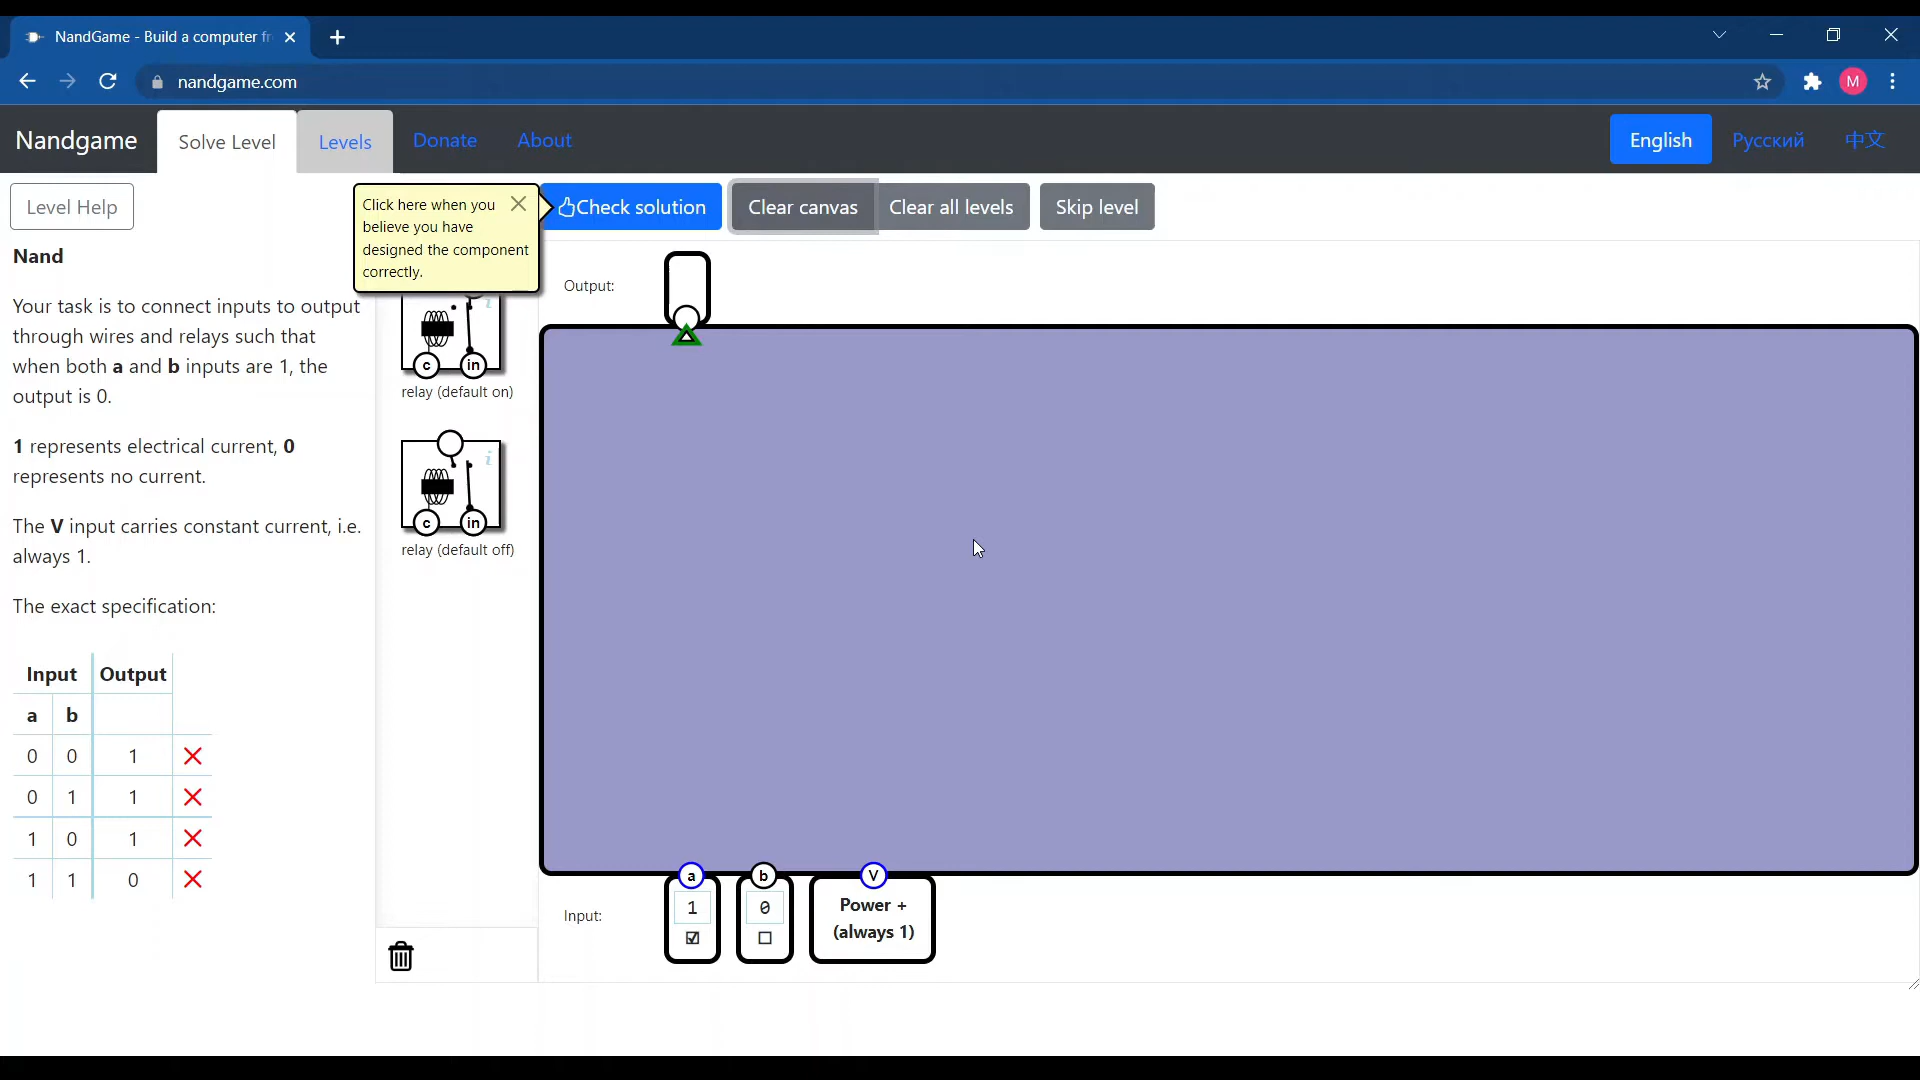 NandGame - Build a computer fr
nandgame.com
M
Nandgame
Solve Level
Levels
Donate
About
English
Русский
中文
Level Help
Click here when you
believe you have
designed the component
correctly.
Check solution
Clear canvas
Clear all levels
Skip level
Nand
Your task is to connect inputs to output
through wires and relays such that
when both a and b inputs are 1, the
output is 0.
1 represents electrical current, 0
represents no current.
The V input carries constant current, i.e.
always 1.
The exact specification:
Input Output
a b
0 0 1
0 1 1
1 0 1
1 1 0
i
c in
relay (default on)
i
c in
relay (default off)
Output:
Input:
a b V
1 0
Power +
(always 1)